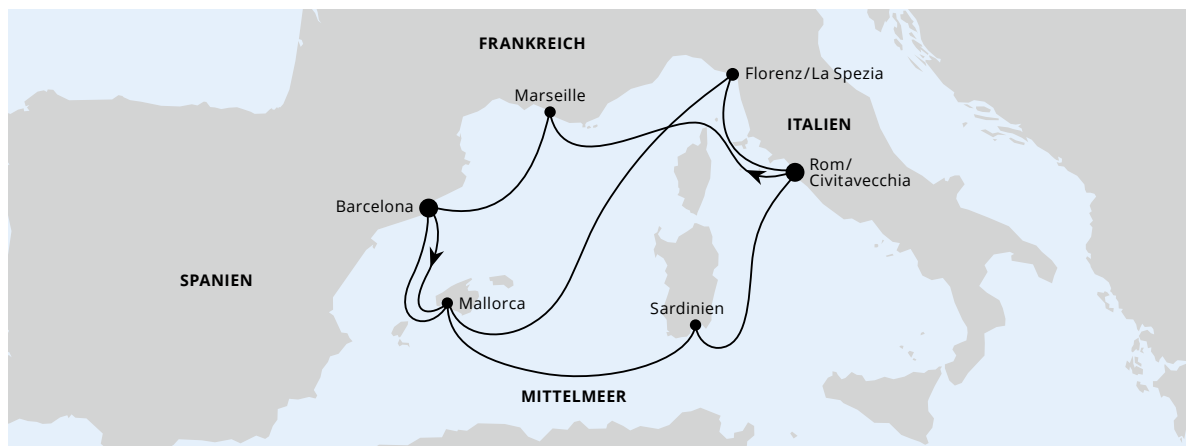 FRANKREICH
Florenz/La Spezia
Marseille
ITALIEN
Rom/
Civitavecchia
Barcelona
SPANIEN
Mallorca
Sardinien
MITTELMEER